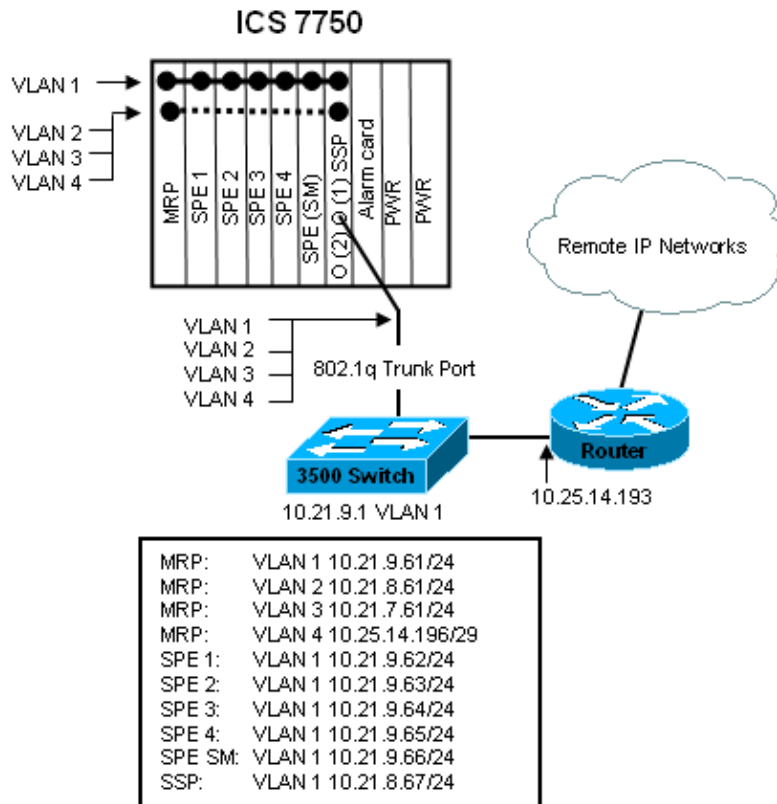 ICS 7750
VLAN 1
VLAN 2
VLAN 3
VLAN 4
MRP
SPE 1
SPE 2
SPE 3
SPE 4
SPE (SM)
O (2) O (1) SSP
Alarm card
PWR
PWR
Remote IP Networks
VLAN 1
VLAN 2
VLAN 3
VLAN 4
802.1q Trunk Port
3500 Switch
Router
10.21.9.1 VLAN 1
10.25.14.193
MRP: VLAN 1 10.21.9.61/24
MRP: VLAN 2 10.21.8.61/24
MRP: VLAN 3 10.21.7.61/24
MRP: VLAN 4 10.25.14.196/29
SPE 1: VLAN 1 10.21.9.62/24
SPE 2: VLAN 1 10.21.9.63/24
SPE 3: VLAN 1 10.21.9.64/24
SPE 4: VLAN 1 10.21.9.65/24
SPE SM: VLAN 1 10.21.9.66/24
SSP: VLAN 1 10.21.8.67/24